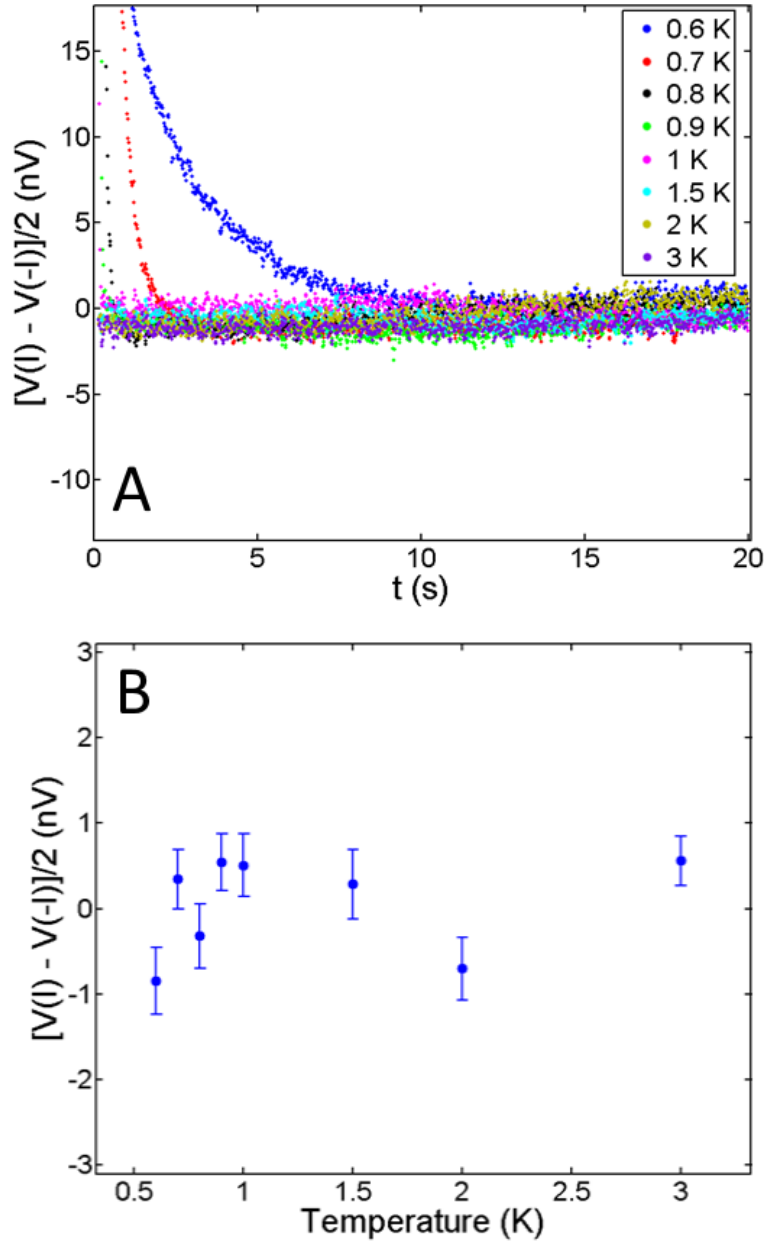 [V(I) - V(-I)]/2 (nV)
15
10
5
0
-5
-10
0.6 K
0.7 K
0.8 K
0.9 K
1 K
1.5 K
2 K
3 K
A
0 5 10 15 20
t (s)
[V(I) - V(-I)]/2 (nV)
B
3
2
1
0
-1
-2
-3
0.5 1 1.5 2 2.5 3
Temperature (K)